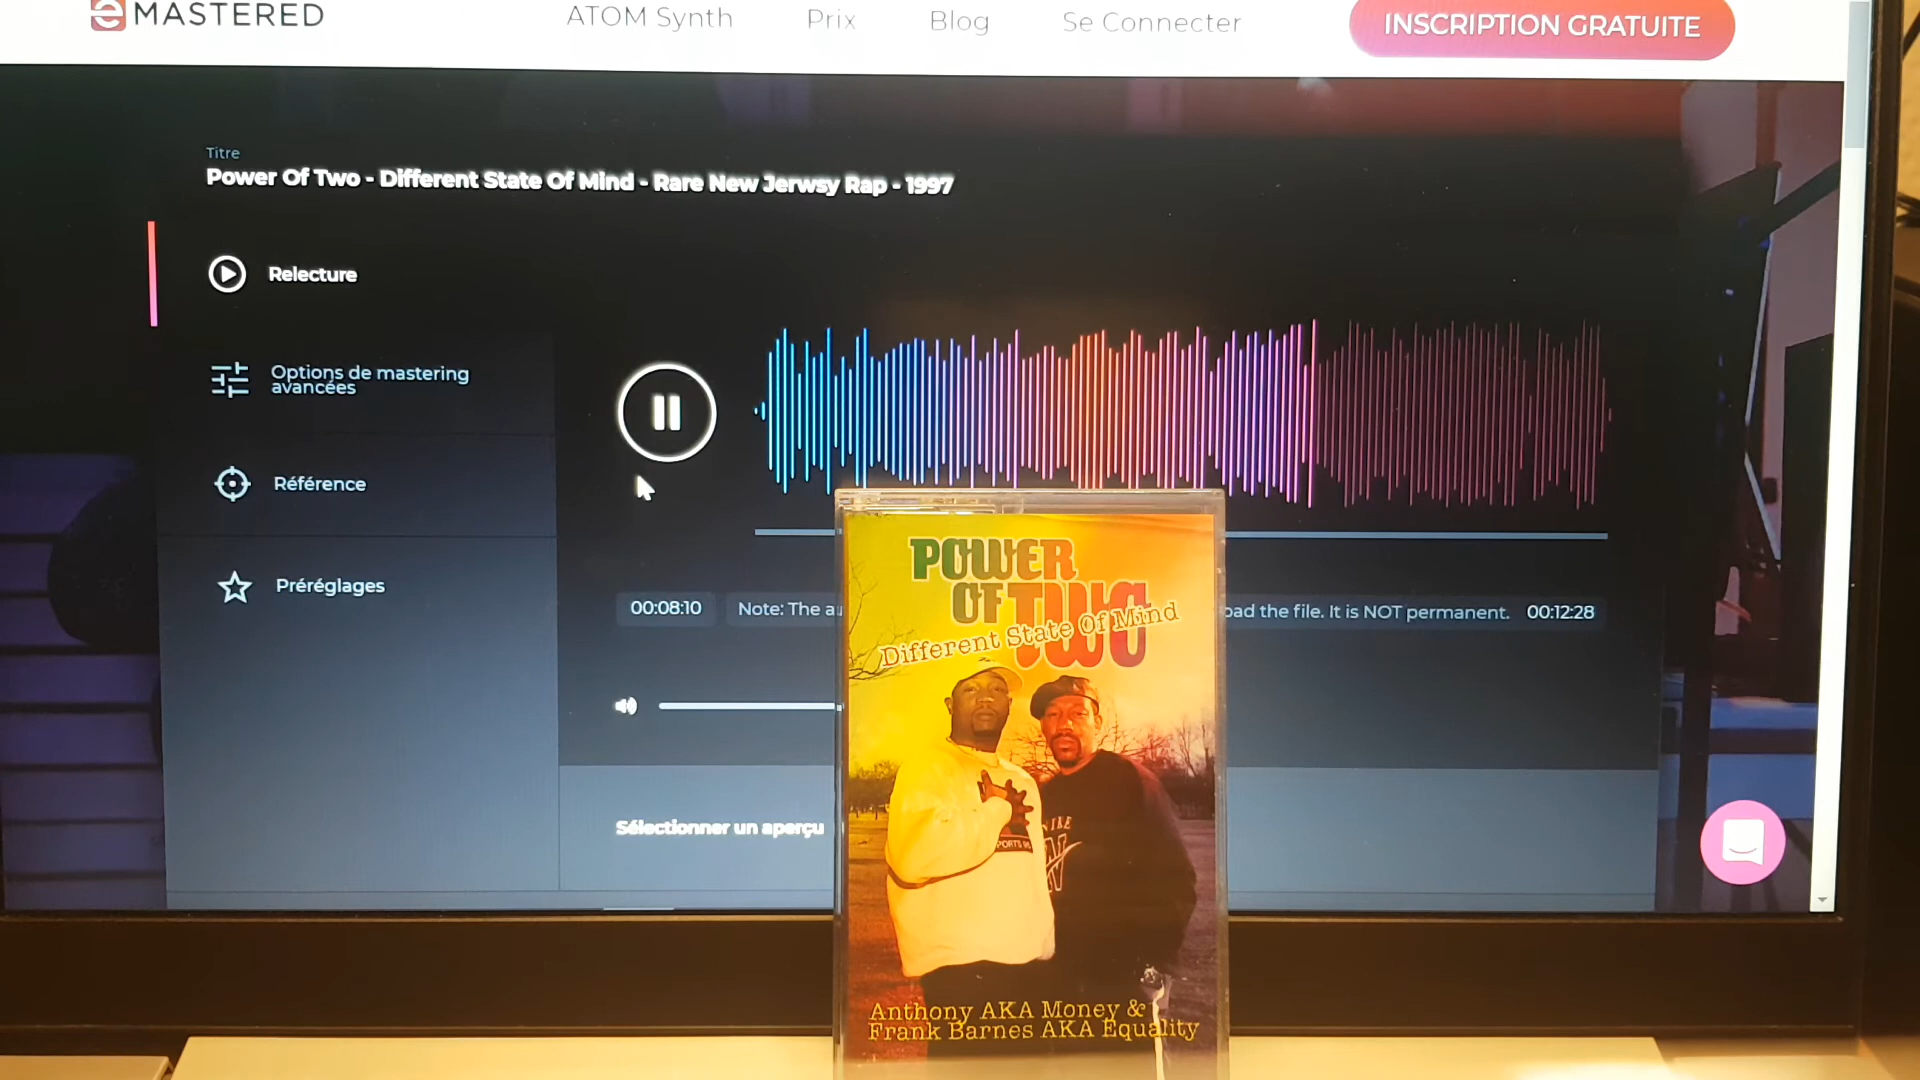 eMASTERED
ATOM Synth
Prix
Blog
Se Connecter
INSCRIPTION GRATUITE
Titre
Power Of Two - Different State Of Mind - Rare New Jerwsy Rap - 1997
Relecture
Options de mastering
avancées
Référence
Préréglages
00:08:10
Note: The
the file. It is NOT permanent.
00:12:28
Sélectionner un aperçu
POWER
OF TWO
Different State Of Mind
Anthony AKA Money &
Frank Barnes AKA Equality